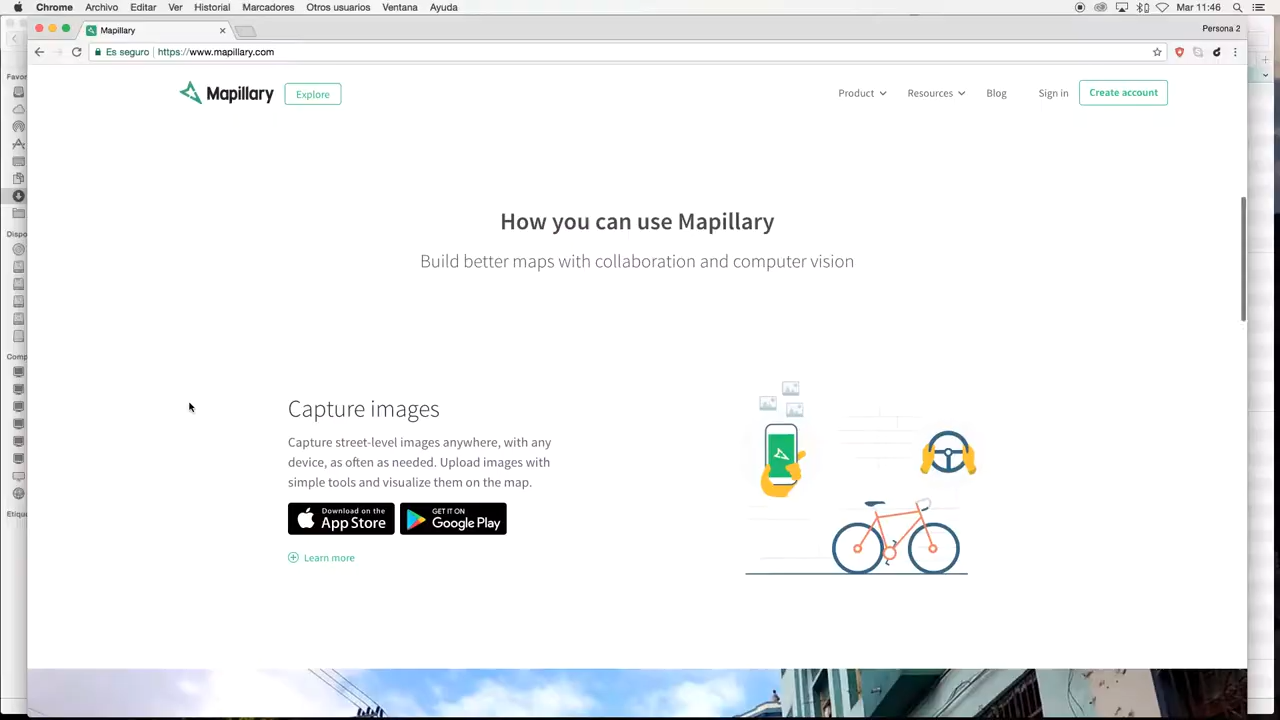 Chrome Archivo Editar Ver Historial Marcadores Otros usuarios Ventana Ayuda Mar 11:46
Mapillary Persona 2
Es seguro https://www.mapillary.com
Mapillary Explore Product Resources Blog Sign in Create account
How you can use Mapillary
Build better maps with collaboration and computer vision
Capture images
Capture street-level images anywhere, with any
device, as often as needed. Upload images with
simple tools and visualize them on the map.
Download on the
App Store
GET IT ON
Google Play
Learn more
Favor
Dispo
Comp
Etique